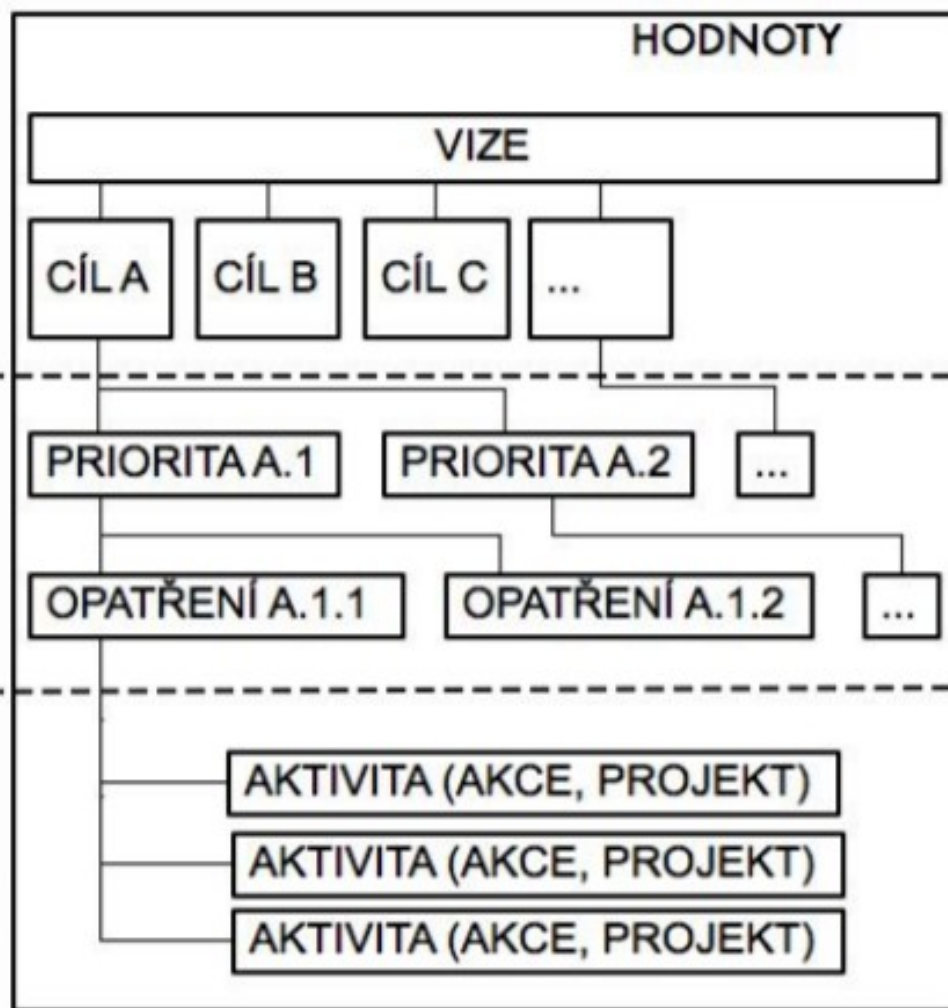 HODNOTY
VIZE
CÍL A CÍL B CÍL C ...
PRIORITA A.1 PRIORITA A.2 ...
OPATŘENÍ A.1.1 OPATŘENÍ A.1.2 ...
AKTIVITA (AKCE, PROJEKT)
AKTIVITA (AKCE, PROJEKT)
AKTIVITA (AKCE, PROJEKT)